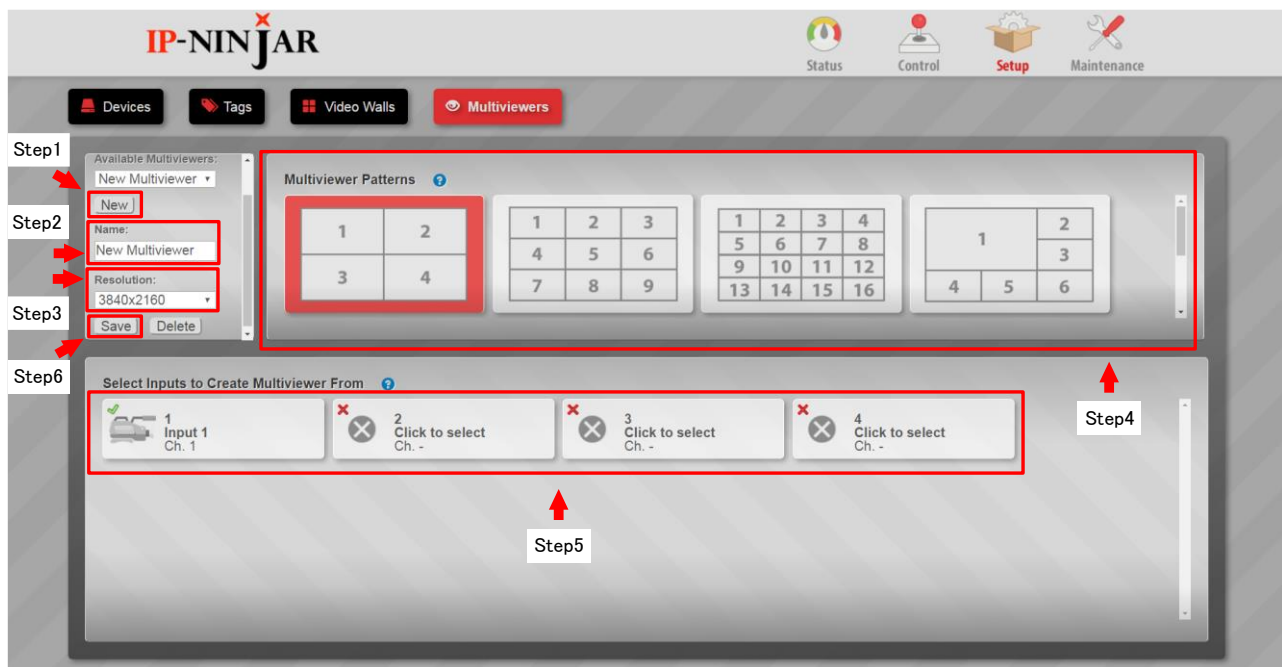 IP-NINJAR
Status
Control
Setup
Maintenance
Devices
Tags
Video Walls
Multiviewers
Step1
Available Multiviewers:
New Multiviewer
New
Step2
Name:
New Multiviewer
Resolution:
3840x2160
Step3
Save
Delete
Step6
Multiviewer Patterns ?
1 2
3 4
1 2 3
4 5 6
7 8 9
1 2 3 4
5 6 7 8
9 10 11 12
13 14 15 16
1 2
3
4 5 6
Step4
Select Inputs to Create Multiviewer From ?
1
Input 1
Ch. 1
2
Click to select
Ch. -
3
Click to select
Ch. -
4
Click to select
Ch. -
Step5